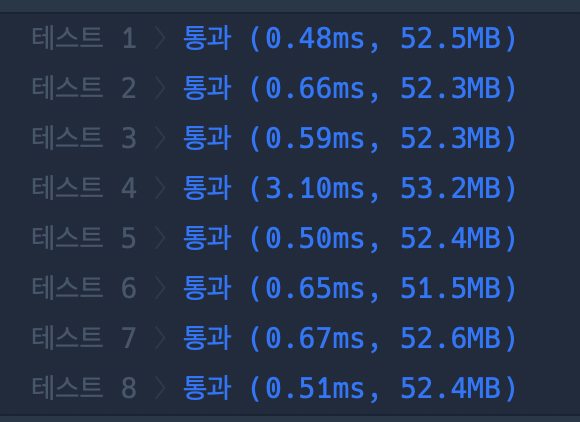 테스트 1 〉 통과 (0.48ms, 52.5MB)
테스트 2 〉 통과 (0.66ms, 52.3MB)
테스트 3 〉 통과 (0.59ms, 52.3MB)
테스트 4 〉 통과 (3.10ms, 53.2MB)
테스트 5 〉 통과 (0.50ms, 52.4MB)
테스트 6 〉 통과 (0.65ms, 51.5MB)
테스트 7 〉 통과 (0.67ms, 52.6MB)
테스트 8 〉 통과 (0.51ms, 52.4MB)